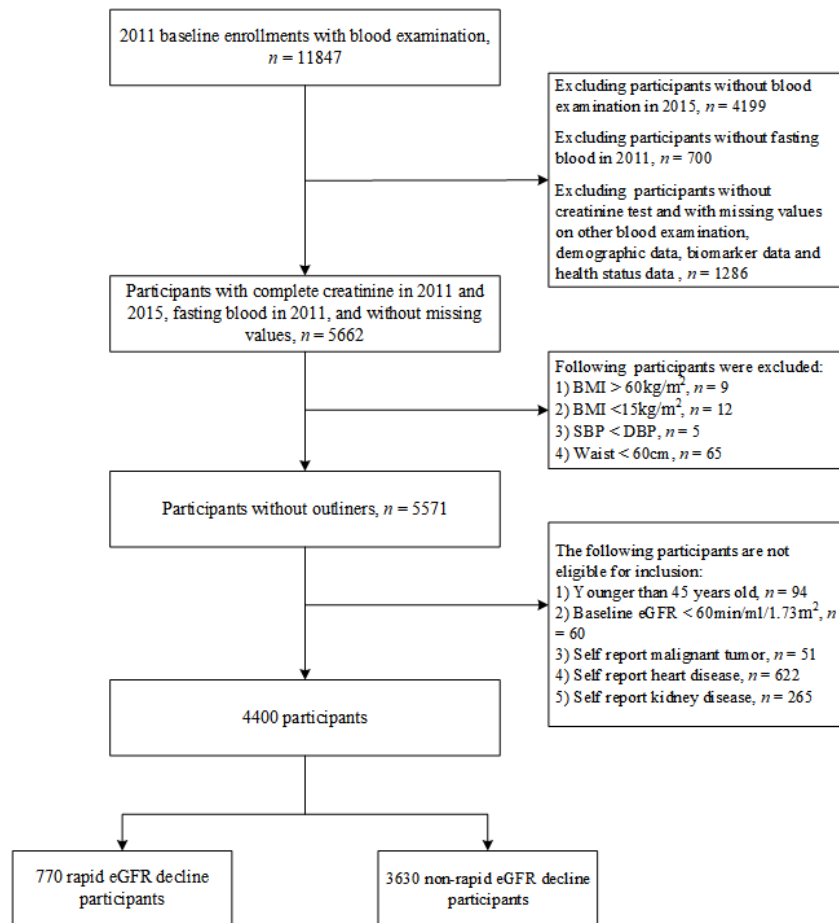 2011 baseline enrollments with blood examination,
n = 11847
Excluding participants without blood
examination in 2015, n = 4199
Excluding participants without fasting
blood in 2011, n = 700
Excluding participants without
creatinine test and with missing values
on other blood examination,
demographic data, biomarker data and
health status data , n = 1286
Participants with complete creatinine in 2011 and
2015, fasting blood in 2011, and without missing
values, n = 5662
Following participants were excluded:
1) BMI > 60kg/m², n = 9
2) BMI <15kg/m², n = 12
3) SBP < DBP, n = 5
4) Waist < 60cm, n = 65
Participants without outliners, n = 5571
The following participants are not
eligible for inclusion:
1) Younger than 45 years old, n = 94
2) Baseline eGFR < 60min/ml/1.73m², n
= 60
3) Self report malignant tumor, n = 51
4) Self report heart disease, n = 622
5) Self report kidney disease, n = 265
4400 participants
770 rapid eGFR decline
participants
3630 non-rapid eGFR decline
participants